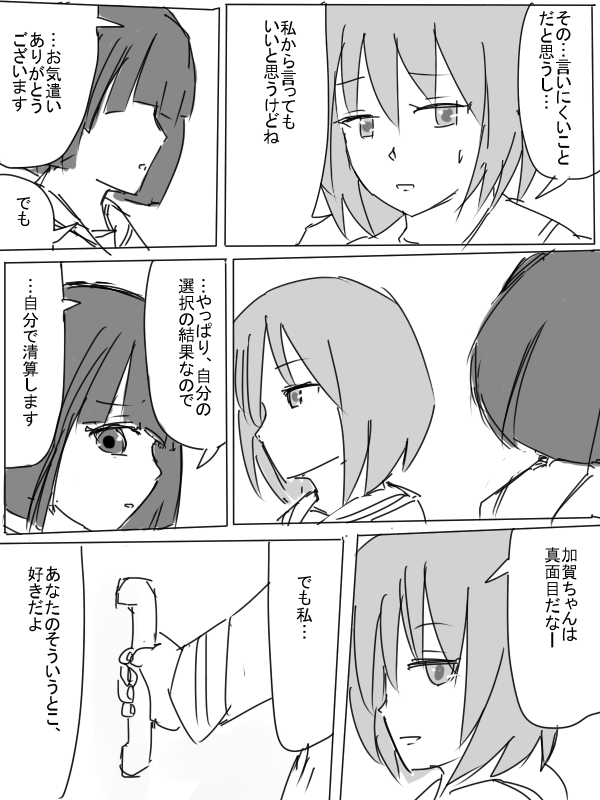 その…言いにくいこと
だと思うし…
私から言っても
いいと思うけどね
…お気遣い
ありがとう
ございます
でも
…やっぱり、自分の
選択の結果なので
…自分で清算します
加賀ちゃんは
真面目だなー
でも私…
あなたのそういうとこ、
好きだよ